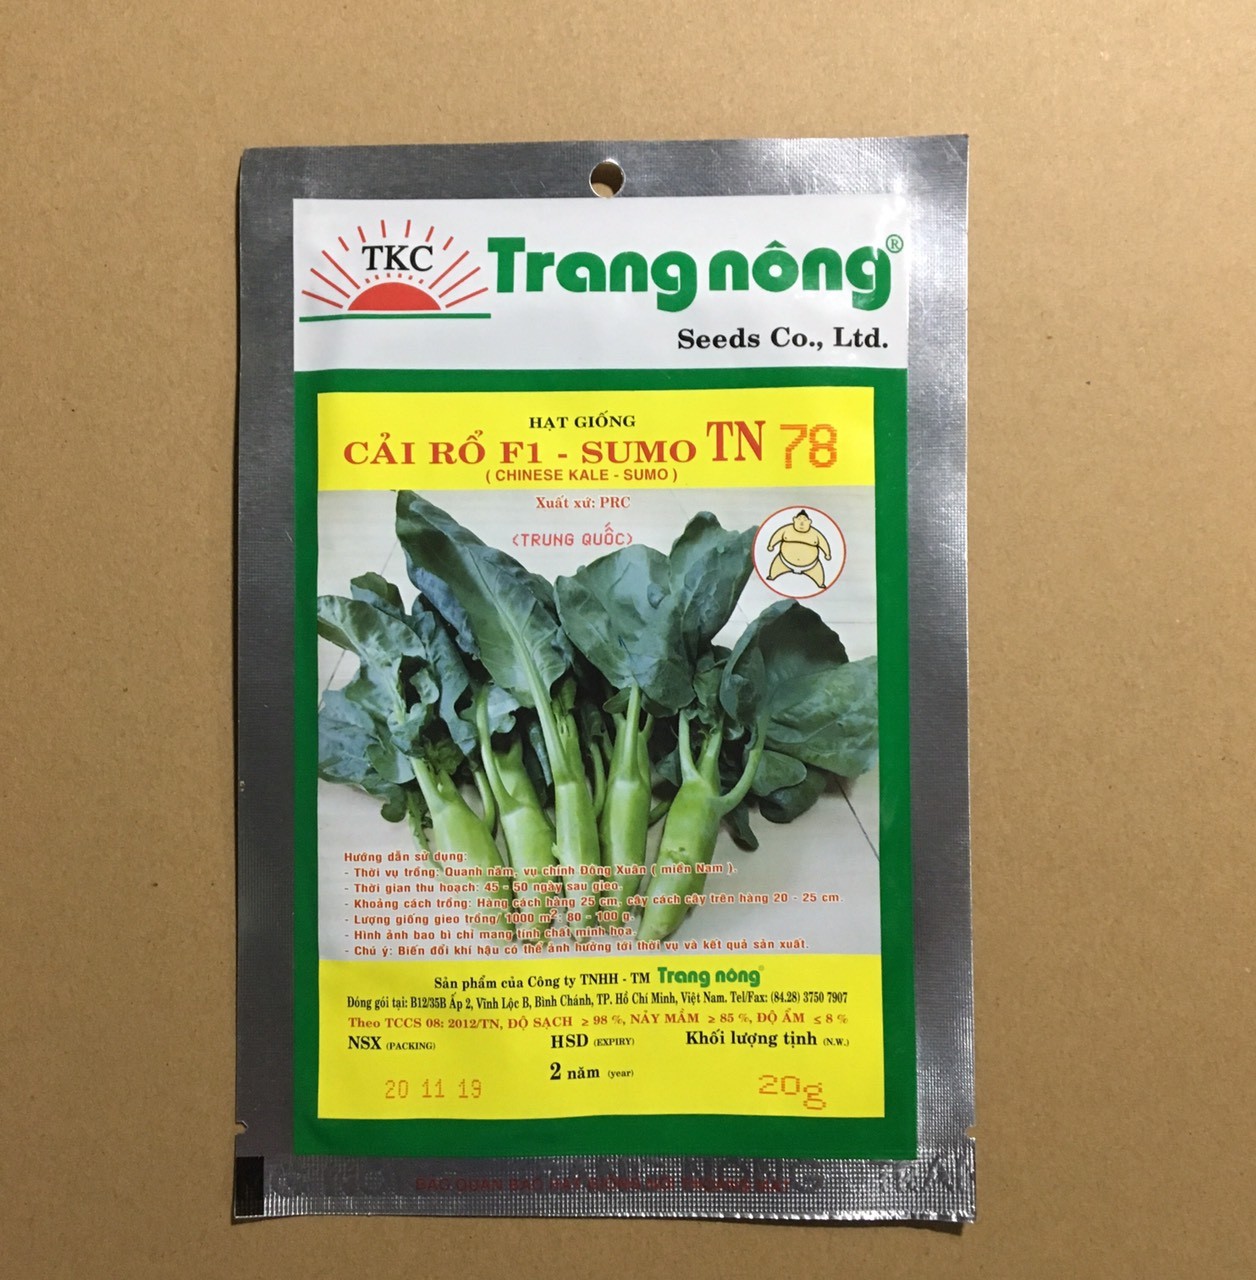 TKC
Trang nông®
Seeds Co., Ltd.
HẠT GIỐNG
CẢI RỔ F1 - SUMO TN 78
( CHINESE KALE - SUMO )
Xuất xứ: PRC
(TRUNG QUỐC)
Hướng dẫn sử dụng:
- Thời vụ trồng: Quanh năm, vụ chính Đông Xuân ( miền Nam ).
- Thời gian thu hoạch: 45 - 50 ngày sau gieo.
- Khoảng cách trồng: Hàng cách hàng 25 cm, cây cách cây trên hàng 20 - 25 cm.
- Lượng giống gieo trồng/ 1000 m²: 80 - 100 g.
- Hình ảnh bao bì chỉ mang tính chất minh họa.
- Chú ý: Biến đổi khí hậu có thể ảnh hưởng tới thời vụ và kết quả sản xuất.
Sản phẩm của Công ty TNHH - TM Trang nông®
Đóng gói tại: B12/35B Ấp 2, Vĩnh Lộc B, Bình Chánh, TP. Hồ Chí Minh, Việt Nam. Tel/Fax: (84.28) 3750 7907
Theo TCCS 08: 2012/TN, ĐỘ SẠCH ≥ 98 %, NẢY MẦM ≥ 85 %, ĐỘ ẨM ≤ 8 %
NSX (PACKING) HSD (EXPIRY) Khối lượng tịnh (N.W.)
2 năm (year)
20 11 19 20g
TRANG NÔNG